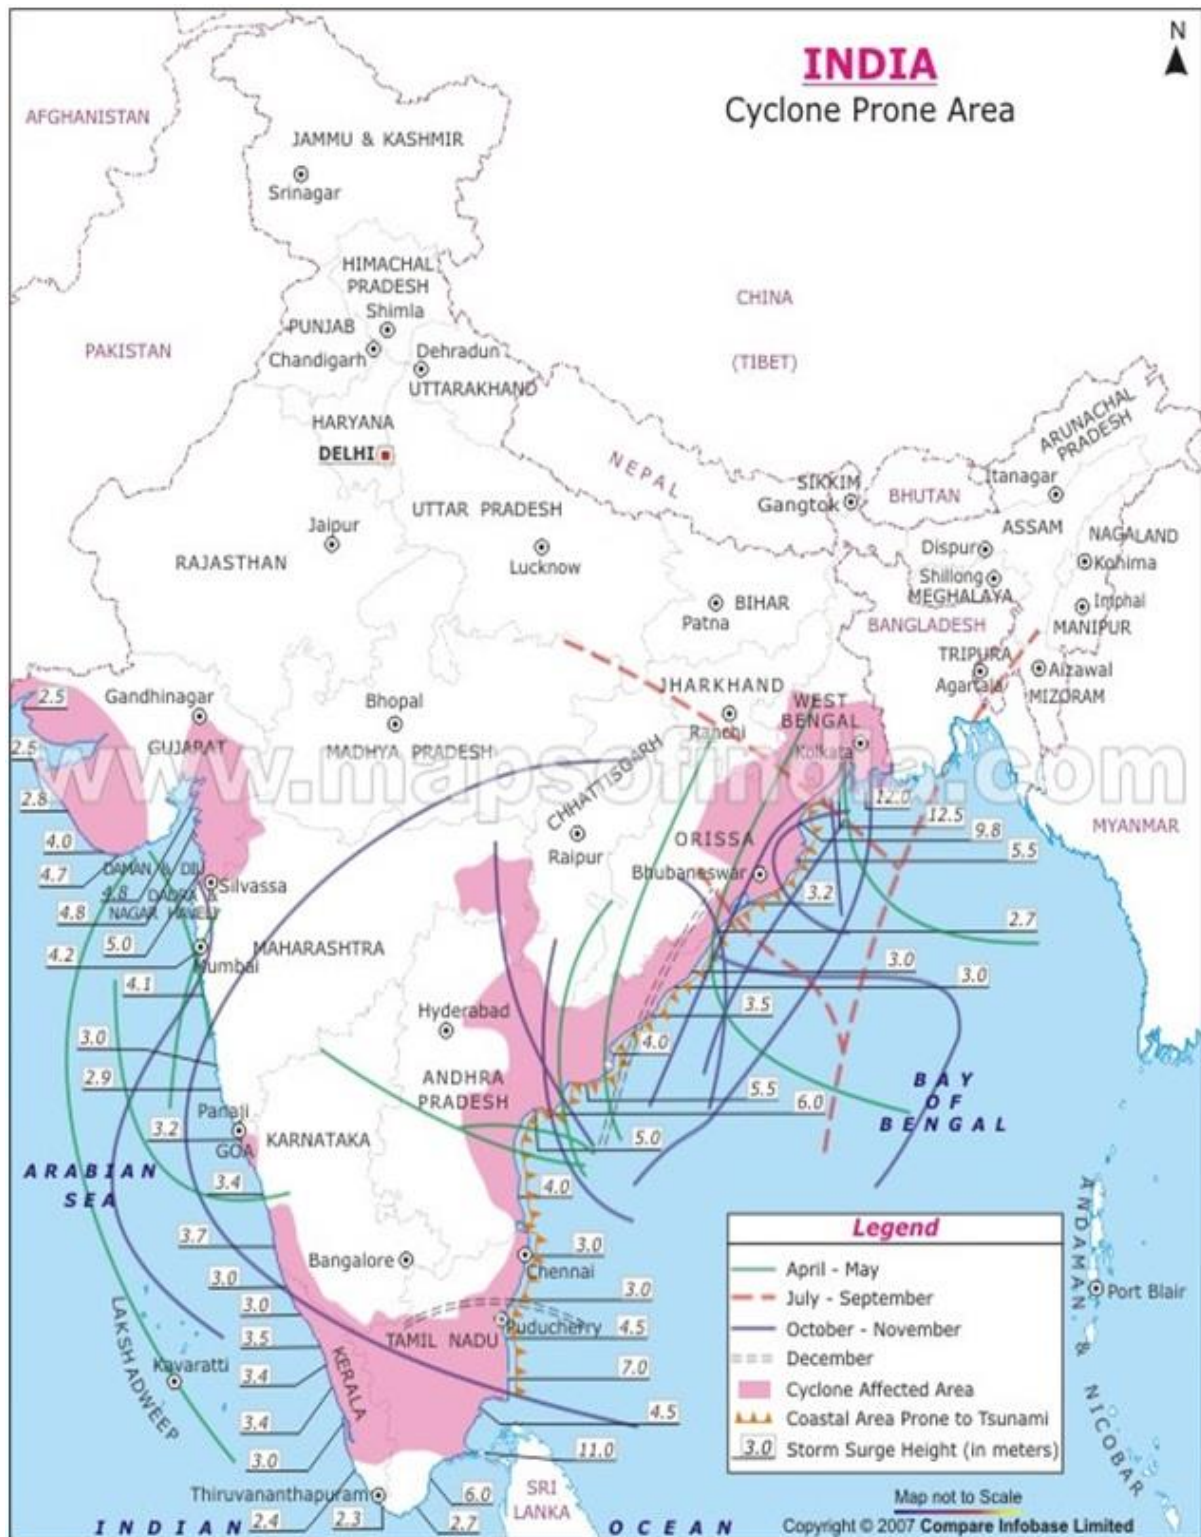 INDIA
Cyclone Prone Area
N
AFGHANISTAN
JAMMU & KASHMIR
Srinagar
HIMACHAL
PRADESH
Shimla
PUNJAB
Chandigarh
Dehradun
UTTARAKHAND
PAKISTAN
CHINA
(TIBET)
HARYANA
DELHI
NEPAL
ARUNACHAL
PRADESH
Itanagar
SIKKIM
Gangtok
BHUTAN
UTTAR PRADESH
Lucknow
Jaipur
RAJASTHAN
ASSAM
Dispur
NAGALAND
Kohima
Shillong
MEGHALAYA
Imphal
MANIPUR
BIHAR
Patna
BANGLADESH
TRIPURA
Agartala
Aizawal
MIZORAM
JHARKHAND
Ranchi
WEST
BENGAL
Kolkata
Gandhinagar
GUJARAT
Bhopal
MADHYA PRADESH
www.mapsofindia.com
CHHATTISGARH
Raipur
ORISSA
Bhubaneswar
MYANMAR
2.5
2.5
2.8
4.0
4.7
DAMAN & DIU
4.8
DADRA &
NAGAR HAVELI
Silvassa
4.8
5.0
4.2
Mumbai
MAHARASHTRA
4.1
3.0
2.9
12.0
12.5
9.8
5.5
3.2
2.7
3.0
3.0
3.5
4.0
5.5
6.0
5.0
4.0
Hyderabad
ANDHRA
PRADESH
BAY
OF
BENGAL
Panaji
3.2
GOA
KARNATAKA
ARABIAN
SEA
3.4
3.7
3.0
3.0
3.5
3.4
3.4
3.0
Bangalore
3.0
Chennai
3.0
Puducherry
4.5
TAMIL NADU
7.0
4.5
11.0
KERALA
LAKSHADWEEP
Kavaratti
Thiruvananthapuram
2.4
2.3
2.7
6.0
SRI
LANKA
INDIAN OCEAN
ANDAMAN &
NICOBAR
Port Blair
Legend
April - May
July - September
October - November
December
Cyclone Affected Area
Coastal Area Prone to Tsunami
3.0 Storm Surge Height (in meters)
Map not to Scale
Copyright © 2007 Compare Infobase Limited